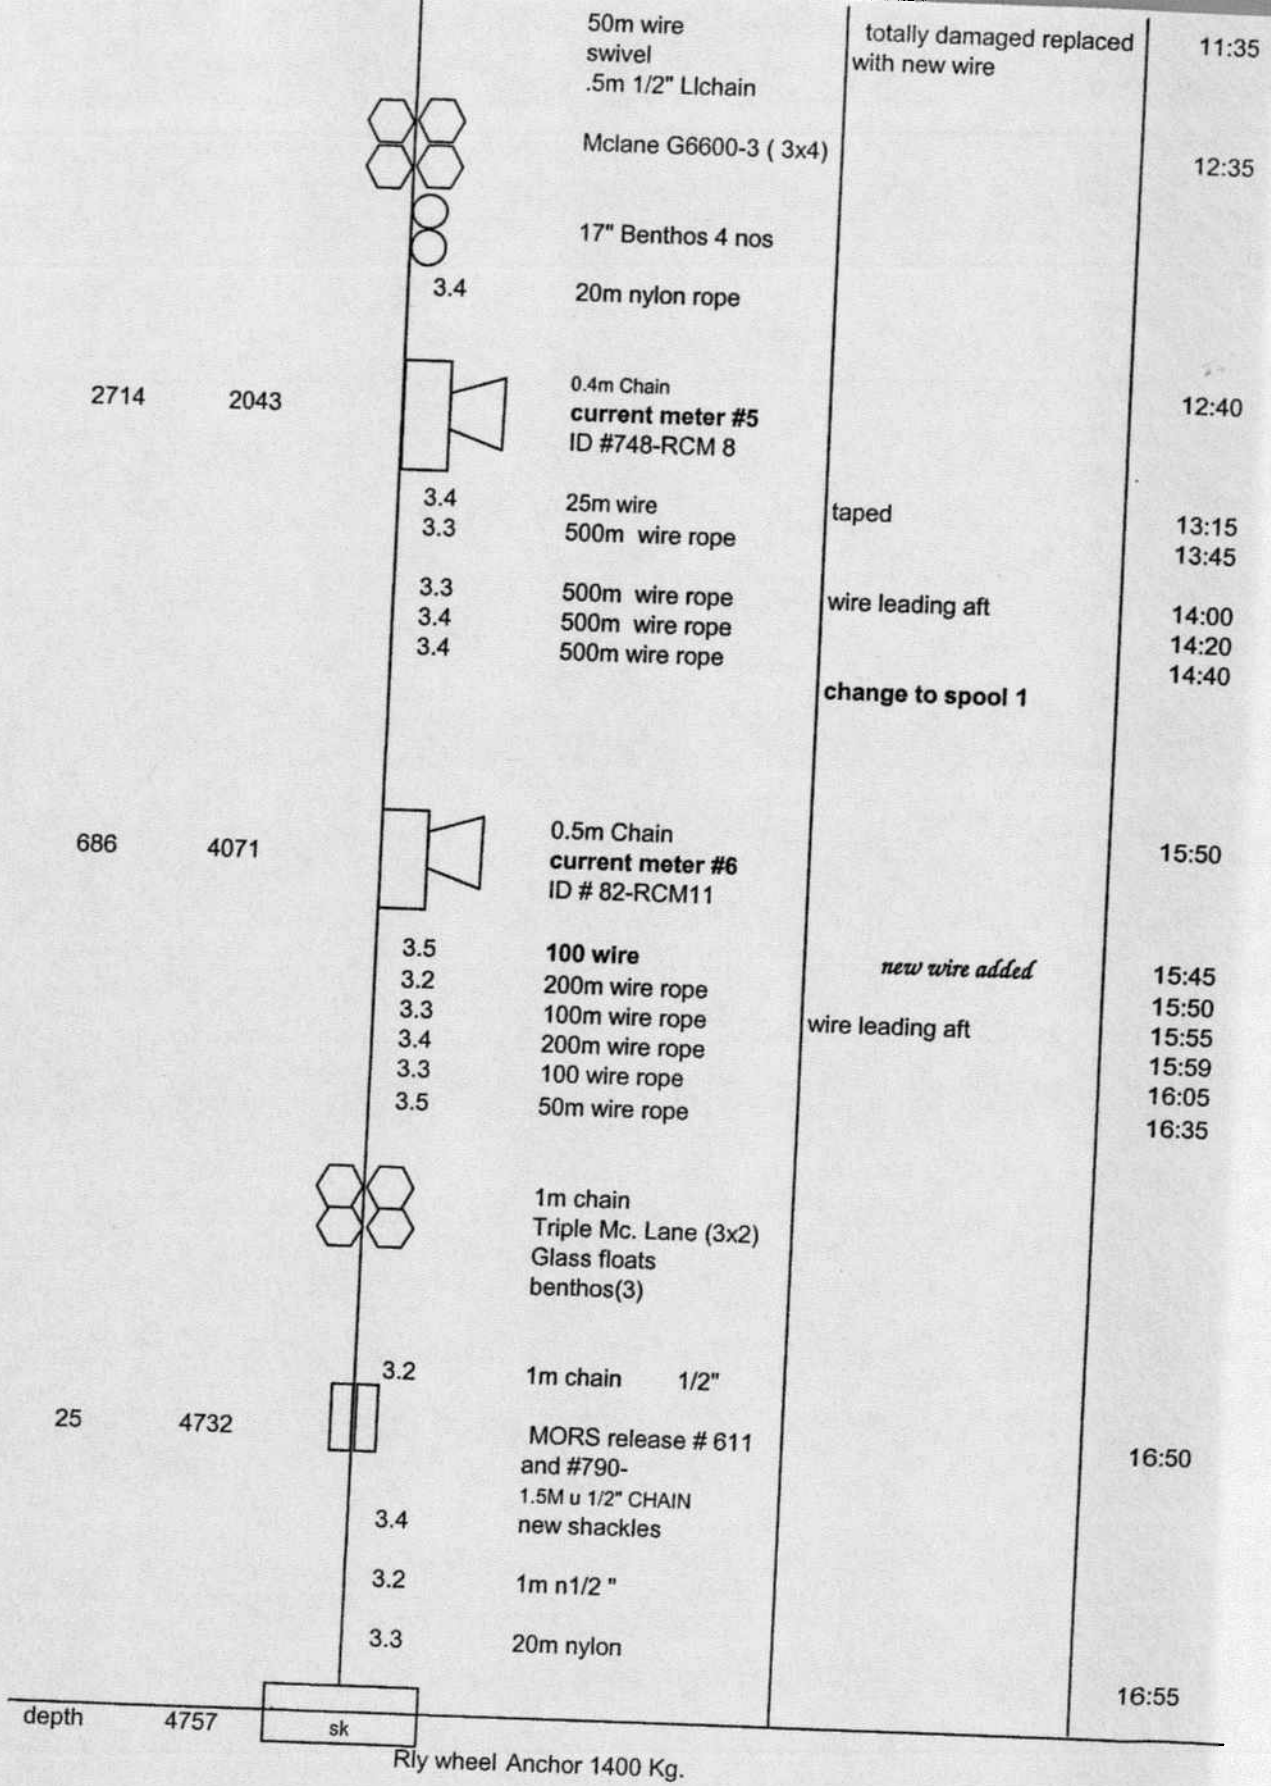 50m wire totally damaged replaced 11:35
swivel with new wire
.5m 1/2" Llchain
Mclane G6600-3 ( 3x4) 12:35
17" Benthos 4 nos
3.4 20m nylon rope
0.4m Chain
2714 2043 current meter #5 12:40
ID #748-RCM 8
3.4 25m wire taped 13:15
3.3 500m wire rope 13:45
3.3 500m wire rope wire leading aft 14:00
3.4 500m wire rope 14:20
3.4 500m wire rope 14:40
change to spool 1
0.5m Chain
686 4071 current meter #6 15:50
ID # 82-RCM11
3.5 100 wire new wire added 15:45
3.2 200m wire rope 15:50
3.3 100m wire rope wire leading aft 15:55
3.4 200m wire rope 15:59
3.3 100 wire rope 16:05
3.5 50m wire rope 16:35
1m chain
Triple Mc. Lane (3x2)
Glass floats
benthos(3)
3.2 1m chain 1/2"
25 4732 MORS release # 611 16:50
and #790-
1.5M u 1/2" CHAIN
3.4 new shackles
3.2 1m n1/2 "
3.3 20m nylon
16:55
depth 4757 sk
Rly wheel Anchor 1400 Kg.